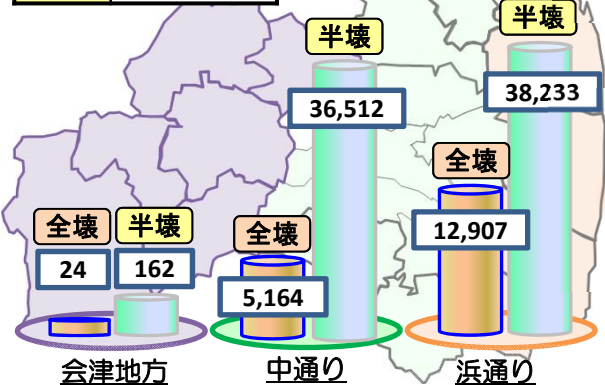 半壊
半壊
36,512
38,233
全壊
12,907
全壊
半壊
全壊
24
162
5,164
会津地方
中通り
浜通り